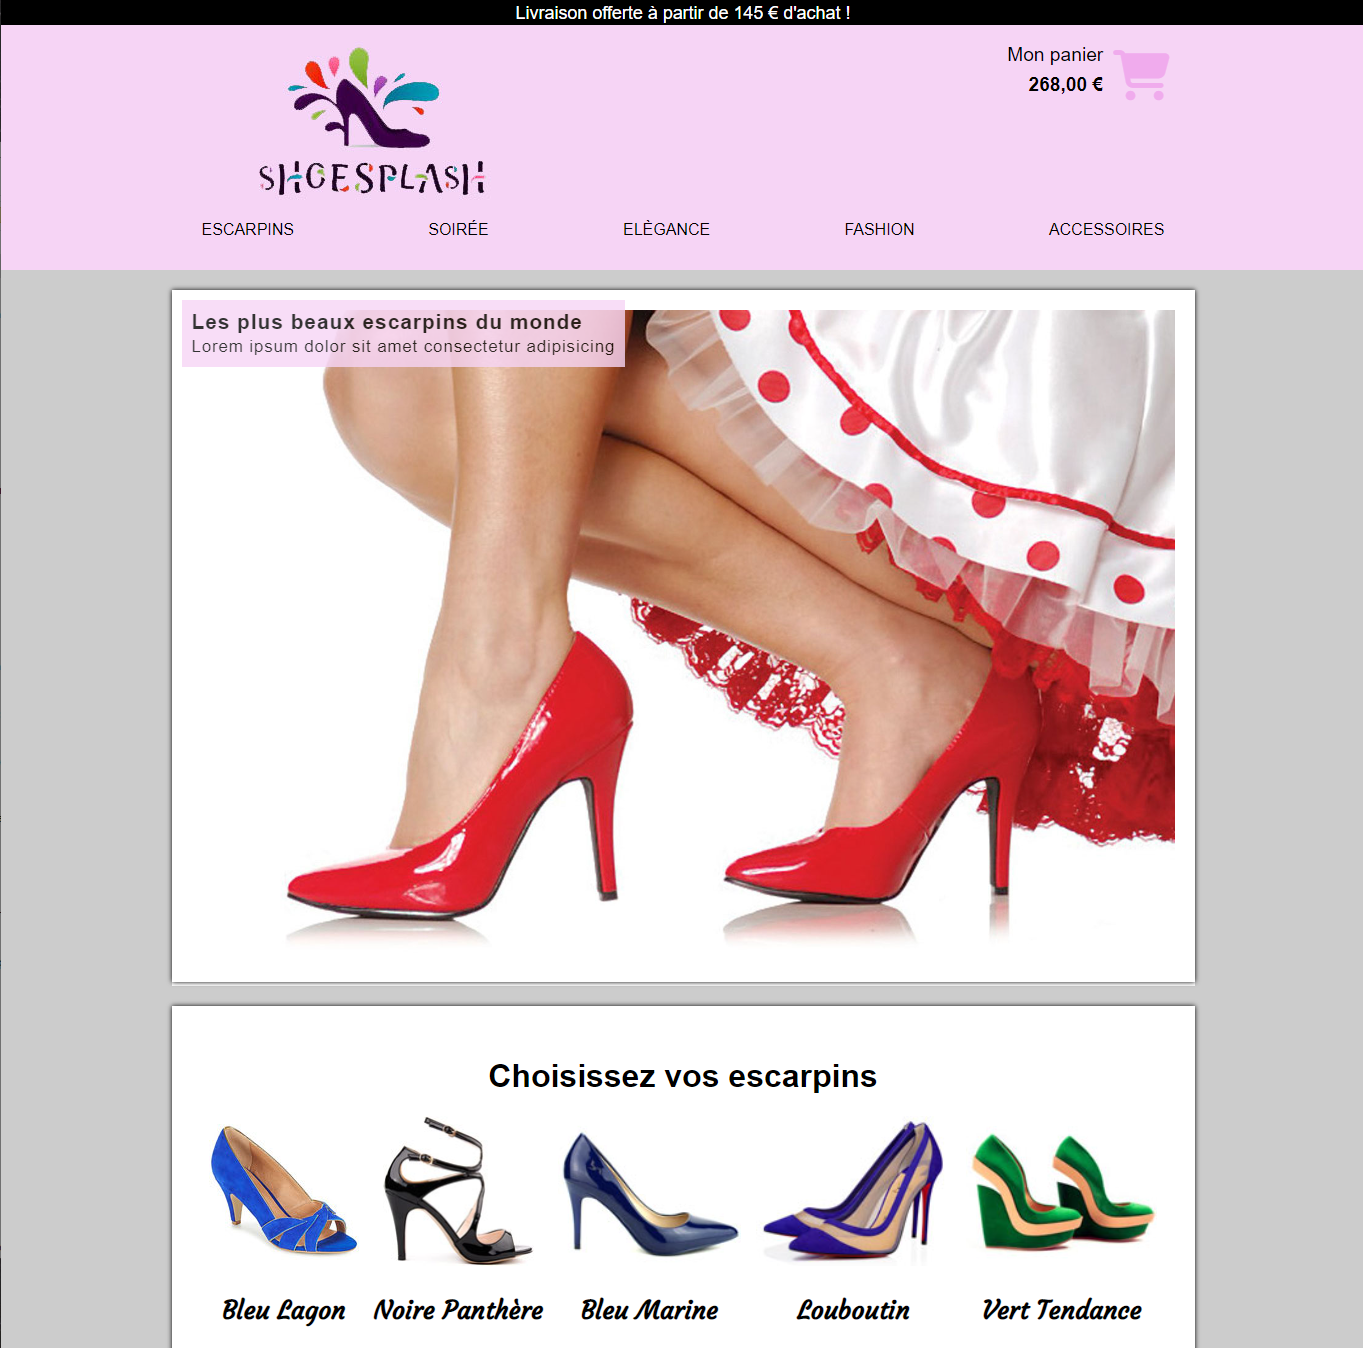 Livraison offerte à partir de 145 € d'achat !
Mon panier
268,00 €
SHOESPLASH
ESCARPINS
SOIRÉE
ELÈGANCE
FASHION
ACCESSOIRES
Les plus beaux escarpins du monde
Lorem ipsum dolor sit amet consectetur adipisicing
Choisissez vos escarpins
Bleu Lagon
Noire Panthère
Bleu Marine
Louboutin
Vert Tendance